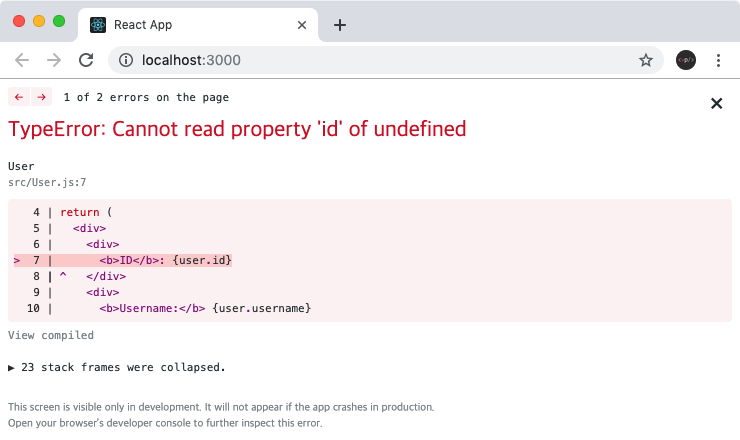 React App
localhost:3000
1 of 2 errors on the page
TypeError: Cannot read property 'id' of undefined
User
src/User.js:7
4 | return (
5 |   <div>
6 |     <div>
> 7 |       <b>ID</b>: {user.id}
8 | ^   </div>
9 |     <div>
10 |       <b>Username:</b> {user.username}
View compiled
▶ 23 stack frames were collapsed.
This screen is visible only in development. It will not appear if the app crashes in production.
Open your browser's developer console to further inspect this error.